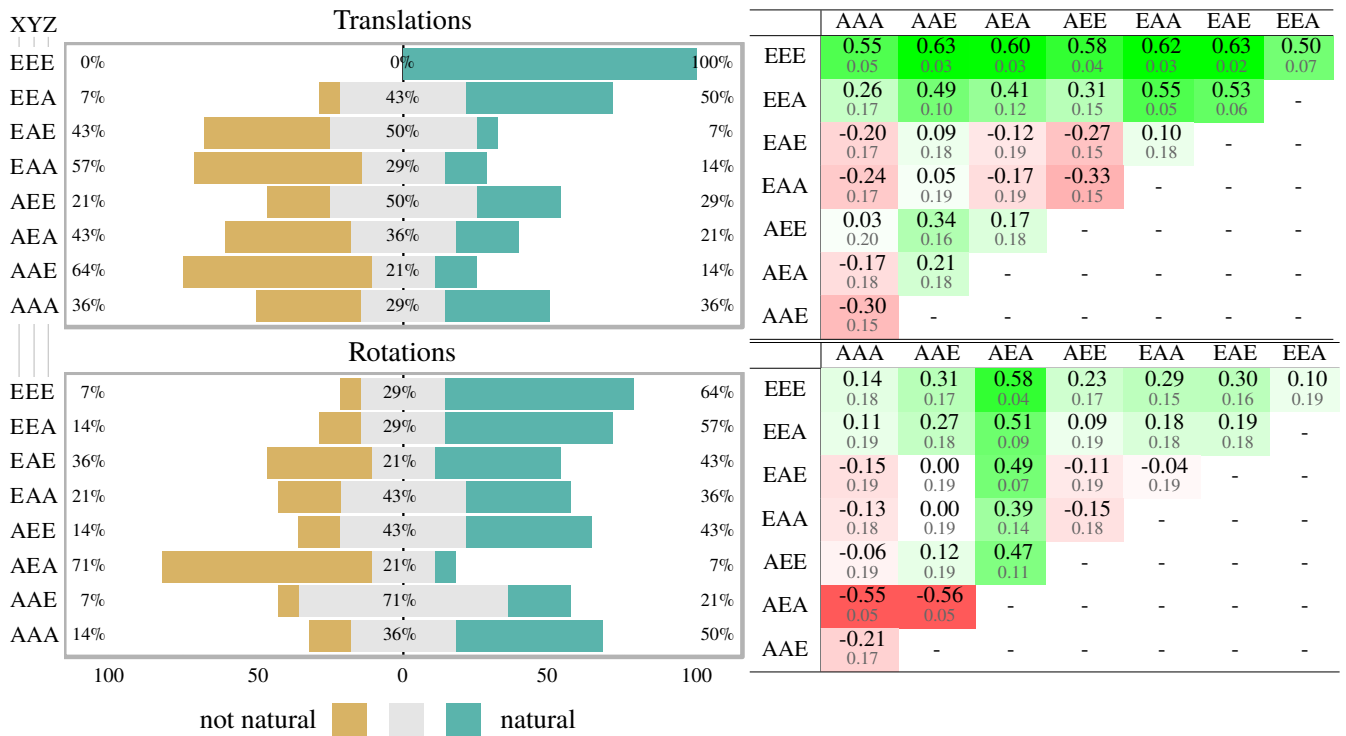 XYZ
Translations
EEE 0% 0% 100%
EEA 7% 43% 50%
EAE 43% 50% 7%
EAA 57% 29% 14%
AEE 21% 50% 29%
AEA 43% 36% 21%
AAE 64% 21% 14%
AAA 36% 29% 36%
Rotations
EEE 7% 29% 64%
EEA 14% 29% 57%
EAE 36% 21% 43%
EAA 21% 43% 36%
AEE 14% 43% 43%
AEA 71% 21% 7%
AAE 7% 71% 21%
AAA 14% 36% 50%
100 50 0 50 100
not natural natural
AAA AAE AEA AEE EAA EAE EEA
EEE 0.55 0.63 0.60 0.58 0.62 0.63 0.50
0.05 0.03 0.03 0.04 0.03 0.02 0.07
EEA 0.26 0.49 0.41 0.31 0.55 0.53 -
0.17 0.10 0.12 0.15 0.05 0.06
EAE -0.20 0.09 -0.12 -0.27 0.10 - -
0.17 0.18 0.19 0.15 0.18
EAA -0.24 0.05 -0.17 -0.33 - - -
0.17 0.19 0.19 0.15
AEE 0.03 0.34 0.17 - - - -
0.20 0.16 0.18
AEA -0.17 0.21 - - - - -
0.18 0.18
AAE -0.30 - - - - - -
0.15
AAA AAE AEA AEE EAA EAE EEA
EEE 0.14 0.31 0.58 0.23 0.29 0.30 0.10
0.18 0.17 0.04 0.17 0.15 0.16 0.19
EEA 0.11 0.27 0.51 0.09 0.18 0.19 -
0.19 0.18 0.09 0.19 0.18 0.18
EAE -0.15 0.00 0.49 -0.11 -0.04 - -
0.19 0.19 0.07 0.19 0.19
EAA -0.13 0.00 0.39 -0.15 - - -
0.18 0.19 0.14 0.18
AEE -0.06 0.12 0.47 - - - -
0.19 0.19 0.11
AEA -0.55 -0.56 - - - - -
0.05 0.05
AAE -0.21 - - - - - -
0.17